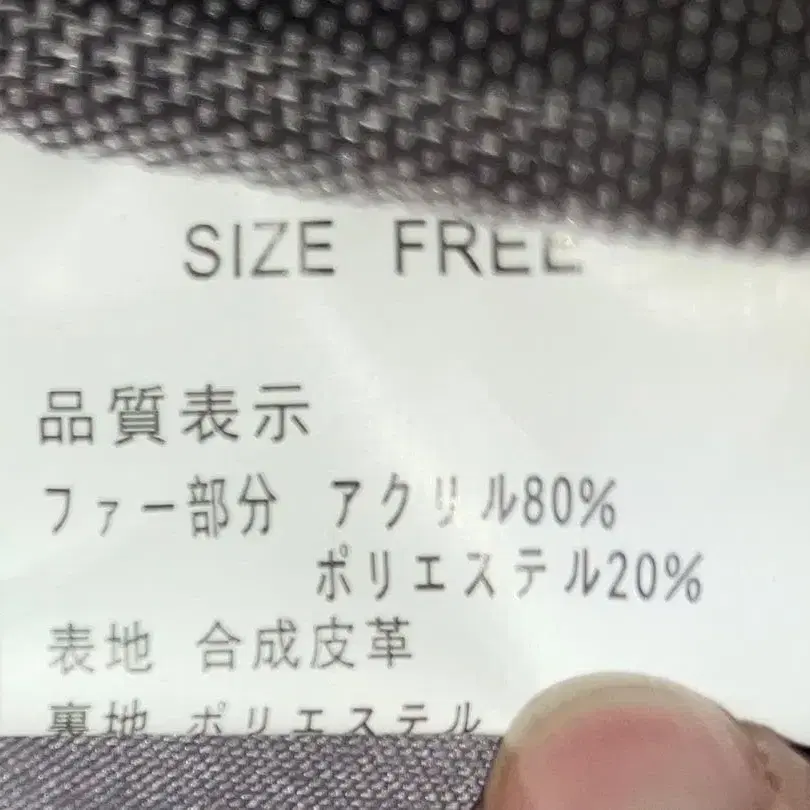 SIZE FREE
品質表示
ファー部分 アクリル80%
ポリエステル20%
表地 合成皮革
裏地 ポリエステル